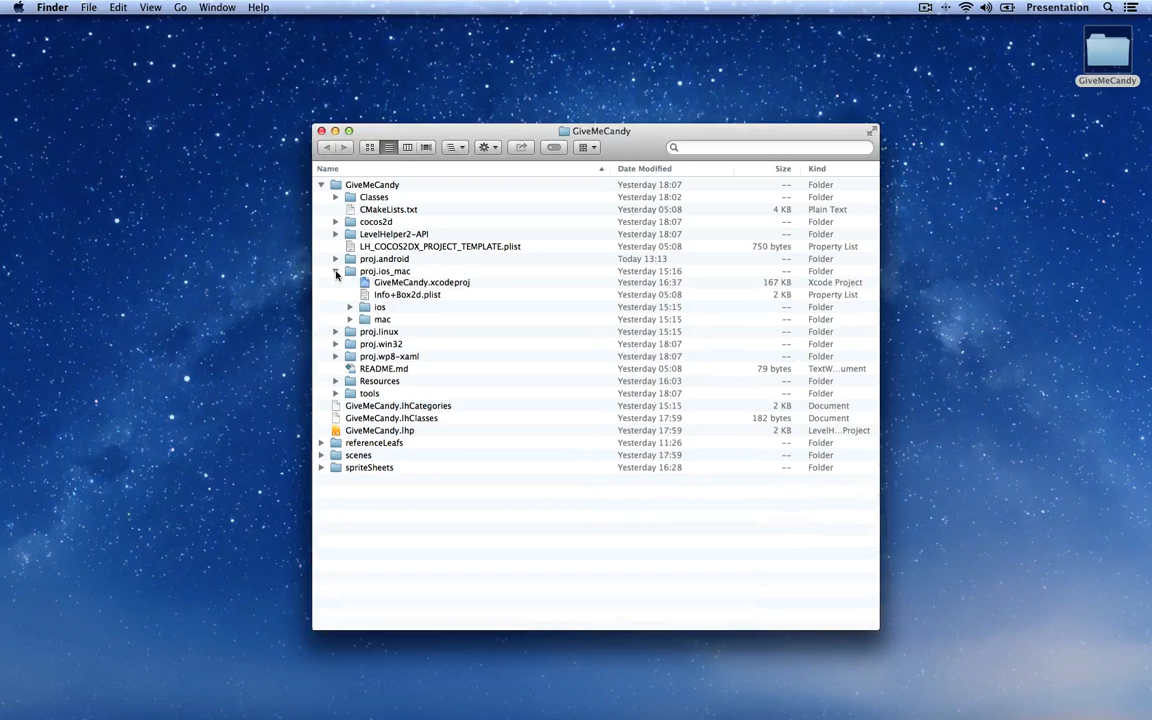 Finder File Edit View Go Window Help Presentation
GiveMeCandy
GiveMeCandy
Name Date Modified Size Kind
GiveMeCandy Yesterday 18:07 -- Folder
Classes Yesterday 18:02 -- Folder
CMakeLists.txt Yesterday 05:08 4 KB Plain Text
cocos2d Yesterday 18:07 -- Folder
LevelHelper2-API Yesterday 18:07 -- Folder
LH_COCOS2DX_PROJECT_TEMPLATE.plist Yesterday 05:08 750 bytes Property List
proj.android Today 13:13 -- Folder
proj.ios_mac Yesterday 15:16 -- Folder
GiveMeCandy.xcodeproj Yesterday 16:37 167 KB Xcode Project
Info+Box2d.plist Yesterday 05:08 2 KB Property List
ios Yesterday 15:15 -- Folder
mac Yesterday 15:15 -- Folder
proj.linux Yesterday 15:15 -- Folder
proj.win32 Yesterday 18:07 -- Folder
proj.wp8-xaml Yesterday 18:07 -- Folder
README.md Yesterday 05:08 79 bytes TextW...ument
Resources Yesterday 16:03 -- Folder
tools Yesterday 18:07 -- Folder
GiveMeCandy.lhCategories Yesterday 15:15 2 KB Document
GiveMeCandy.lhClasses Yesterday 17:59 182 bytes Document
GiveMeCandy.lhp Yesterday 17:59 2 KB LevelH...Project
referenceLeafs Yesterday 11:26 -- Folder
scenes Yesterday 17:59 -- Folder
spriteSheets Yesterday 16:28 -- Folder